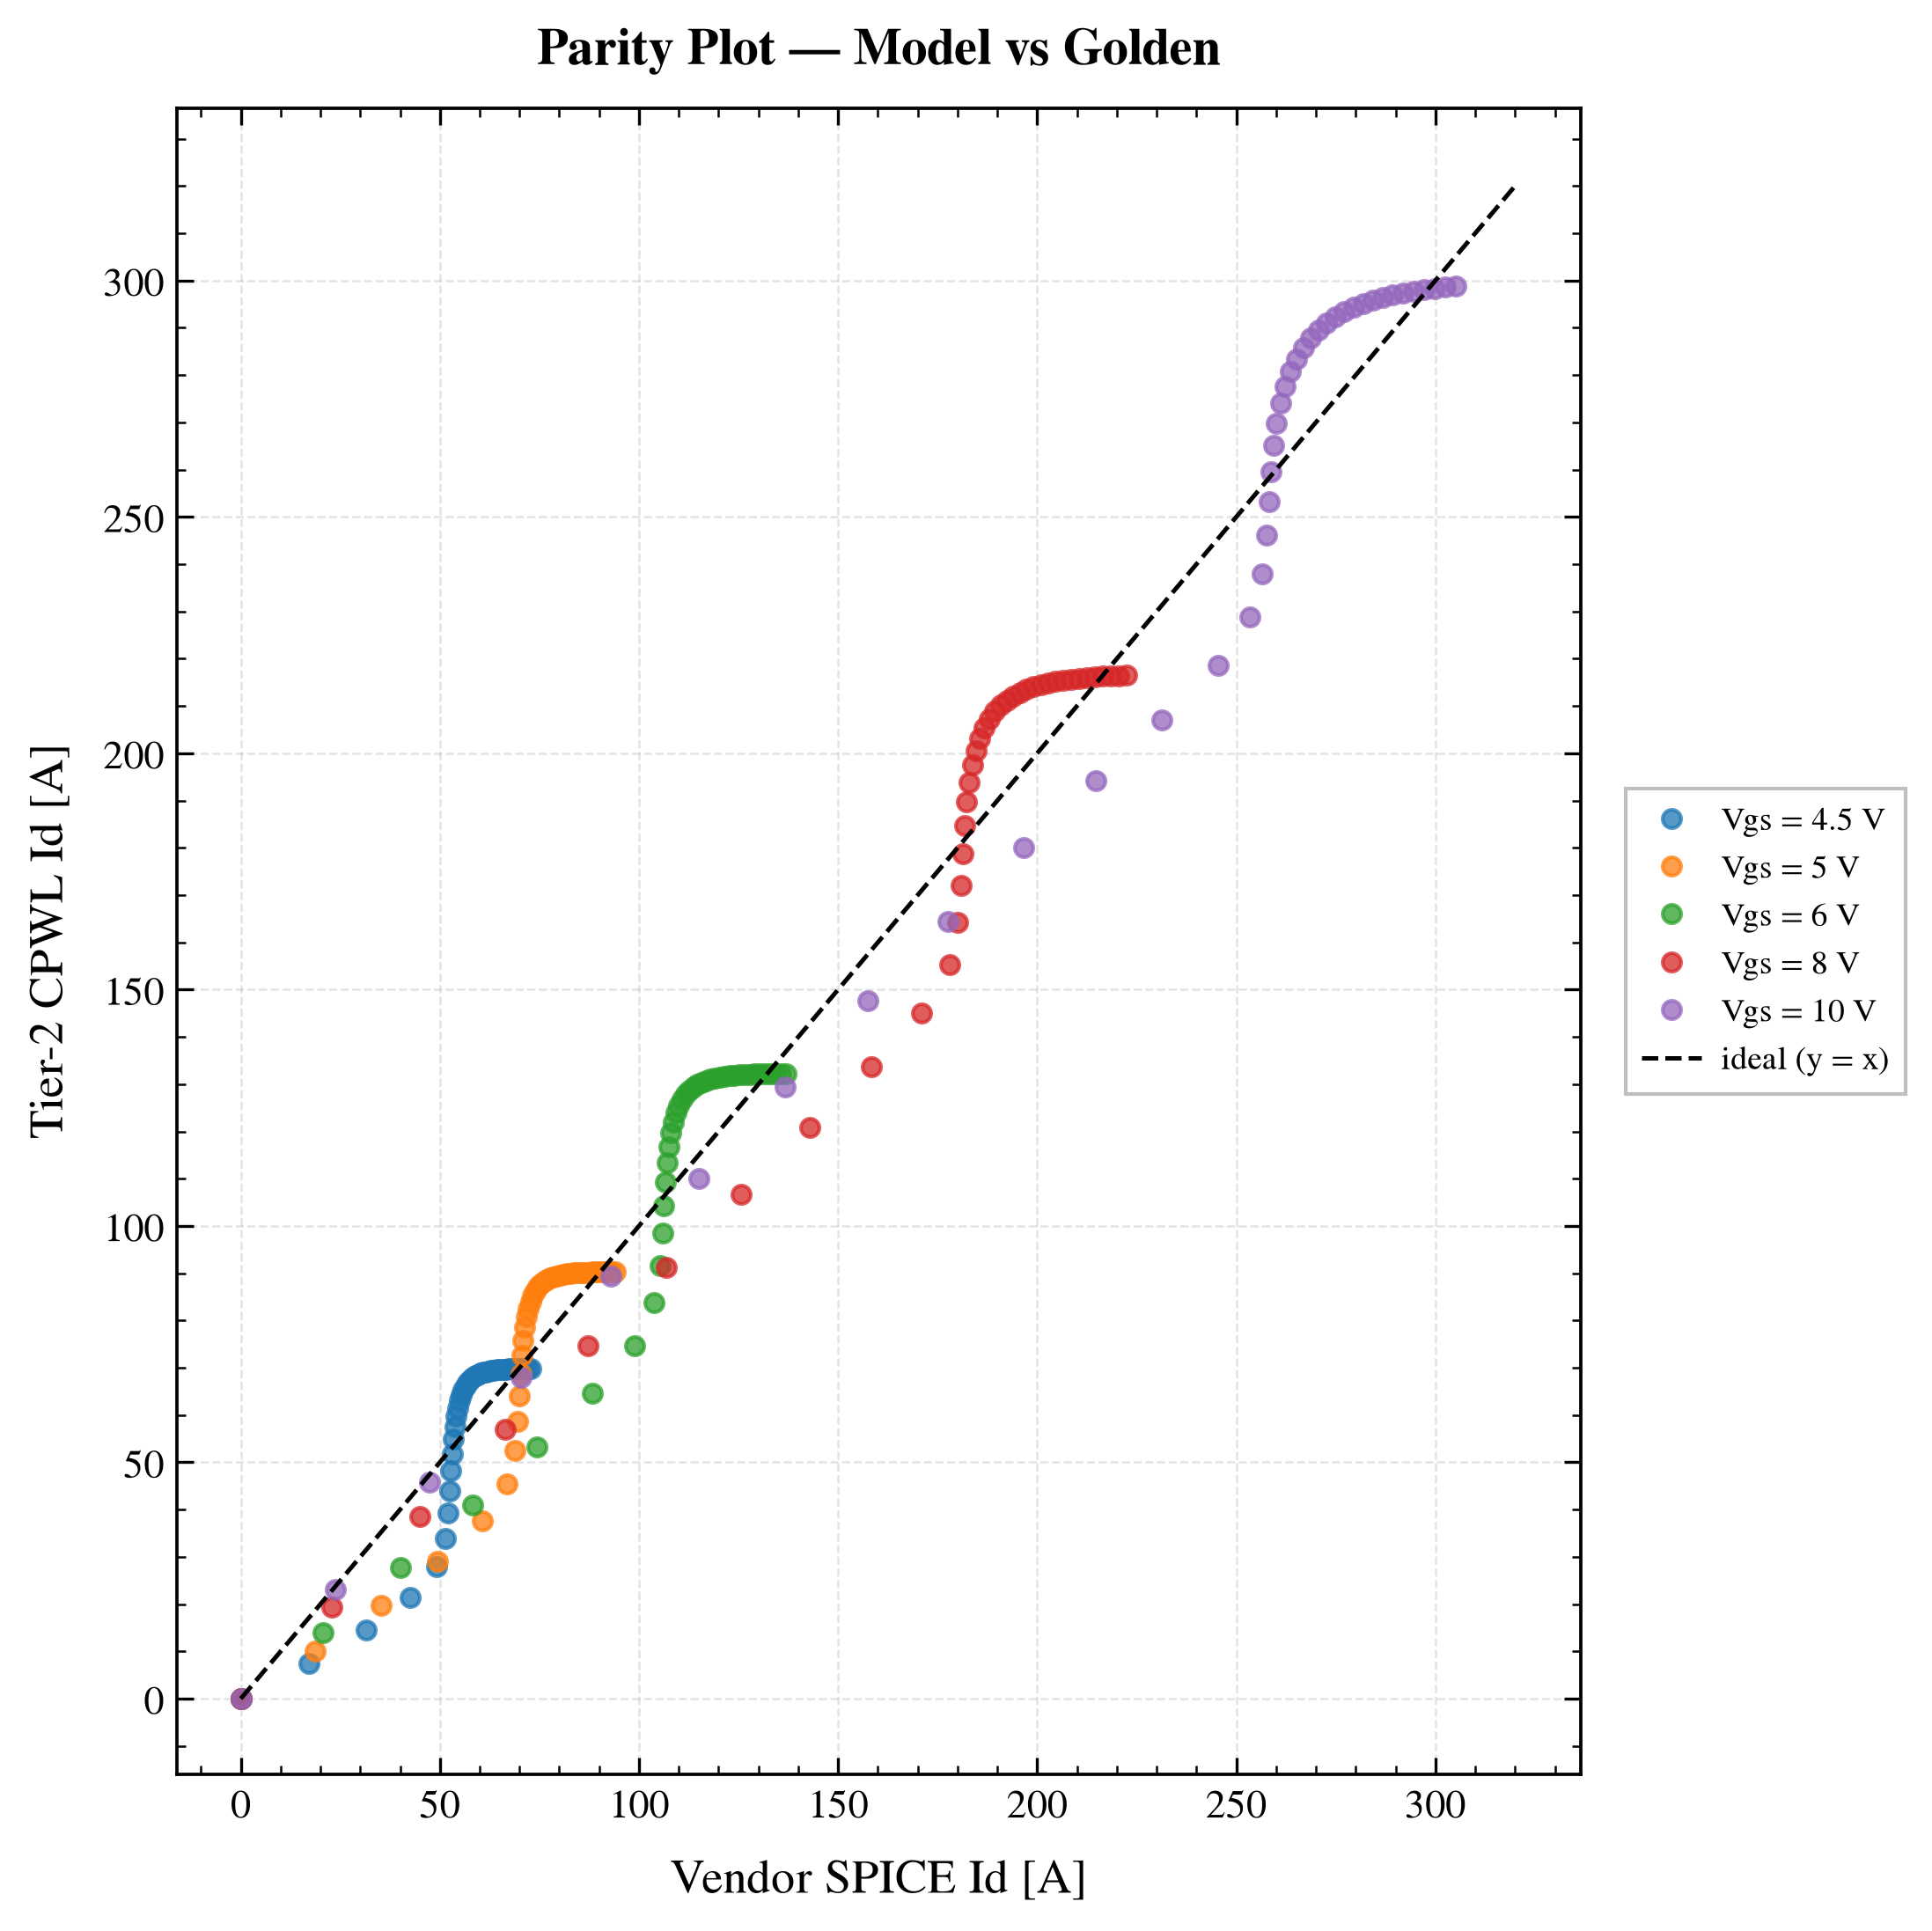 Parity Plot — Model vs Golden
Tier-2 CPWL Id [A]
300
250
200
150
100
50
0
0 50 100 150 200 250 300
Vendor SPICE Id [A]
Vgs = 4.5 V
Vgs = 5 V
Vgs = 6 V
Vgs = 8 V
Vgs = 10 V
ideal (y = x)